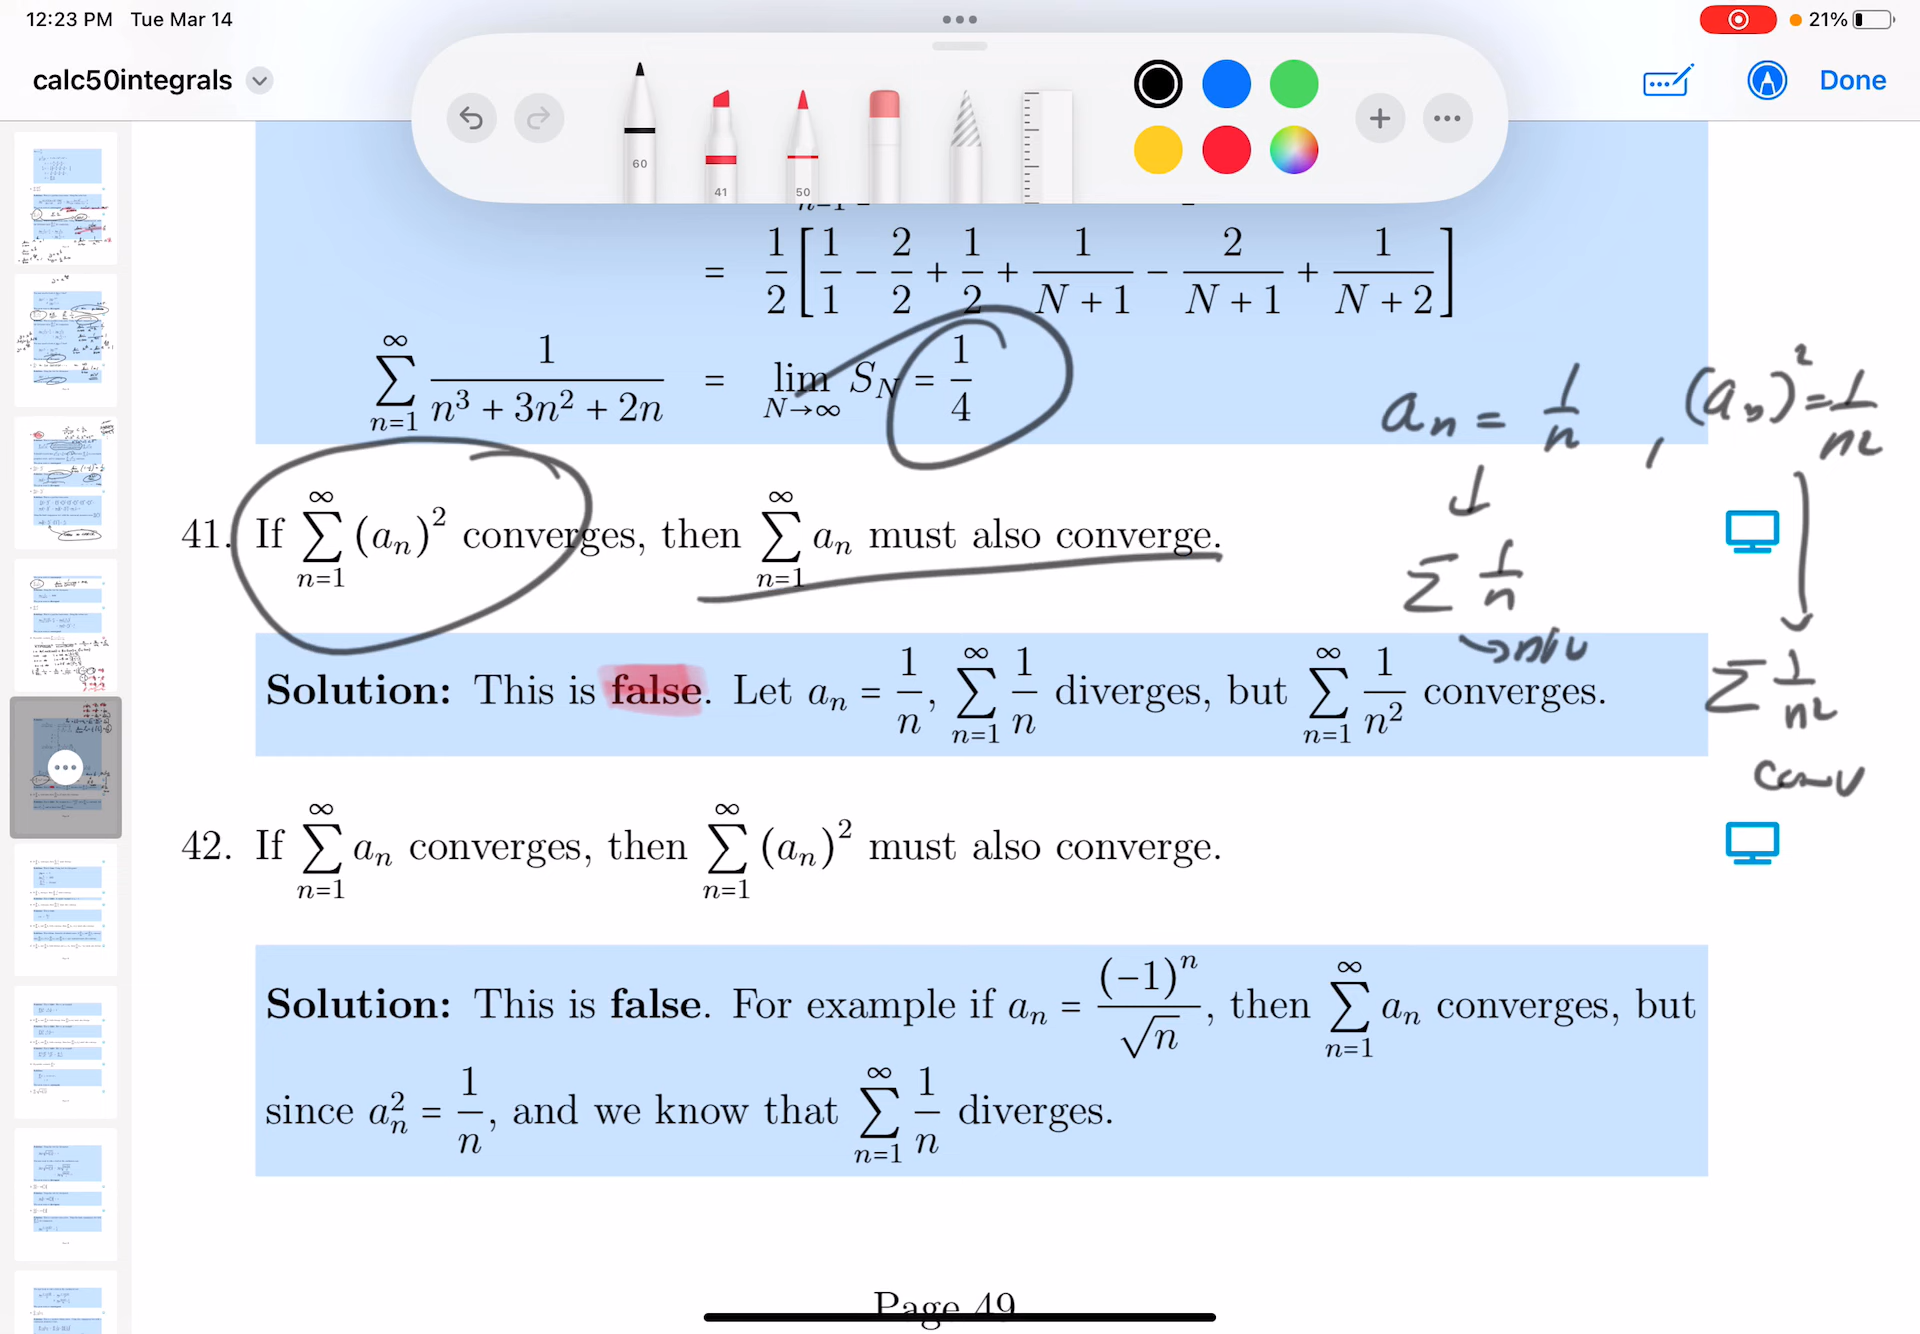 12:23 PM Tue Mar 14
21%
calc50integrals
Done
60
41
50
= 1/2 [ 1/1 − 2/2 + 1/2 + 1/(N + 1) − 2/(N + 1) + 1/(N + 2) ]
∑_{n=1}^{∞} 1/(n³ + 3n² + 2n) = lim_{N→∞} S_N = 1/4
a_n = 1/n , (a_n)² = 1/n²
41. If ∑_{n=1}^{∞} (a_n)² converges, then ∑_{n=1}^{∞} a_n must also converge.
∑ 1/n
Solution: This is false. Let a_n = 1/n, ∑_{n=1}^{∞} 1/n diverges, but ∑_{n=1}^{∞} 1/n² converges.
∑ 1/n²
conv
42. If ∑_{n=1}^{∞} a_n converges, then ∑_{n=1}^{∞} (a_n)² must also converge.
Solution: This is false. For example if a_n = (−1)ⁿ/√n, then ∑_{n=1}^{∞} a_n converges, but
since a_n² = 1/n, and we know that ∑_{n=1}^{∞} 1/n diverges.
Page 49